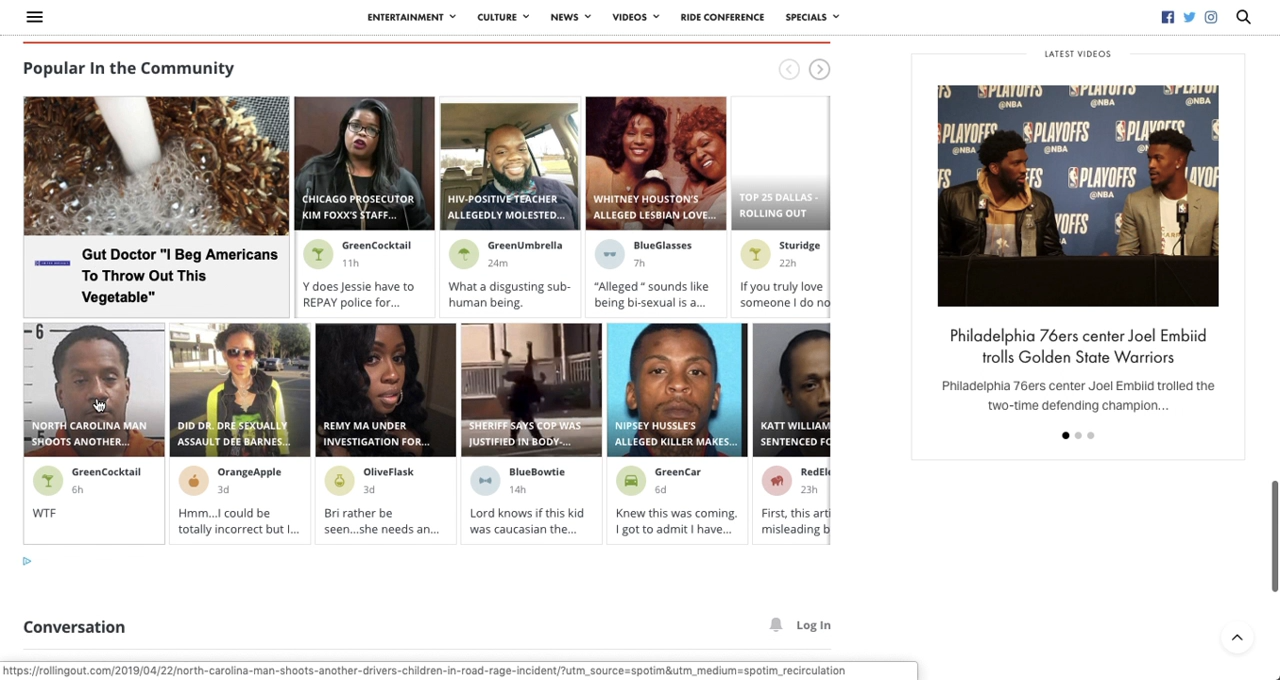 ENTERTAINMENT
CULTURE
NEWS
VIDEOS
RIDE CONFERENCE
SPECIALS
Popular In the Community
Gut Doctor "I Beg Americans
To Throw Out This
Vegetable"
CHICAGO PROSECUTOR
KIM FOXX'S STAFF...
GreenCocktail
11h
Y does Jessie have to
REPAY police for...
HIV-POSITIVE TEACHER
ALLEGEDLY MOLESTED...
GreenUmbrella
24m
What a disgusting sub-
human being.
WHITNEY HOUSTON'S
ALLEGED LESBIAN LOVE...
BlueGlasses
7h
"Alleged " sounds like
being bi-sexual is a...
TOP 25 DALLAS -
ROLLING OUT
Sturidge
22h
If you truly love
someone I do no
6
NORTH CAROLINA MAN
SHOOTS ANOTHER...
GreenCocktail
6h
WTF
DID DR. DRE SEXUALLY
ASSAULT DEE BARNES...
OrangeApple
3d
Hmm...I could be
totally incorrect but I...
REMY MA UNDER
INVESTIGATION FOR...
OliveFlask
3d
Bri rather be
seen...she needs an...
SHERIFF SAYS COP WAS
JUSTIFIED IN BODY-...
BlueBowtie
14h
Lord knows if this kid
was caucasian the...
NIPSEY HUSSLE'S
ALLEGED KILLER MAKES...
GreenCar
6d
Knew this was coming.
I got to admit I have...
KATT WILLIAM
SENTENCED FO
RedEle
23h
First, this arti
misleading b
Conversation
Log In
LATEST VIDEOS
PLAYOFFS
@NBA
PLAYOFFS
@NBA
Philadelphia 76ers center Joel Embiid
trolls Golden State Warriors
Philadelphia 76ers center Joel Embiid trolled the
two-time defending champion...
https://rollingout.com/2019/04/22/north-carolina-man-shoots-another-drivers-children-in-road-rage-incident/?utm_source=spotim&utm_medium=spotim_recirculation